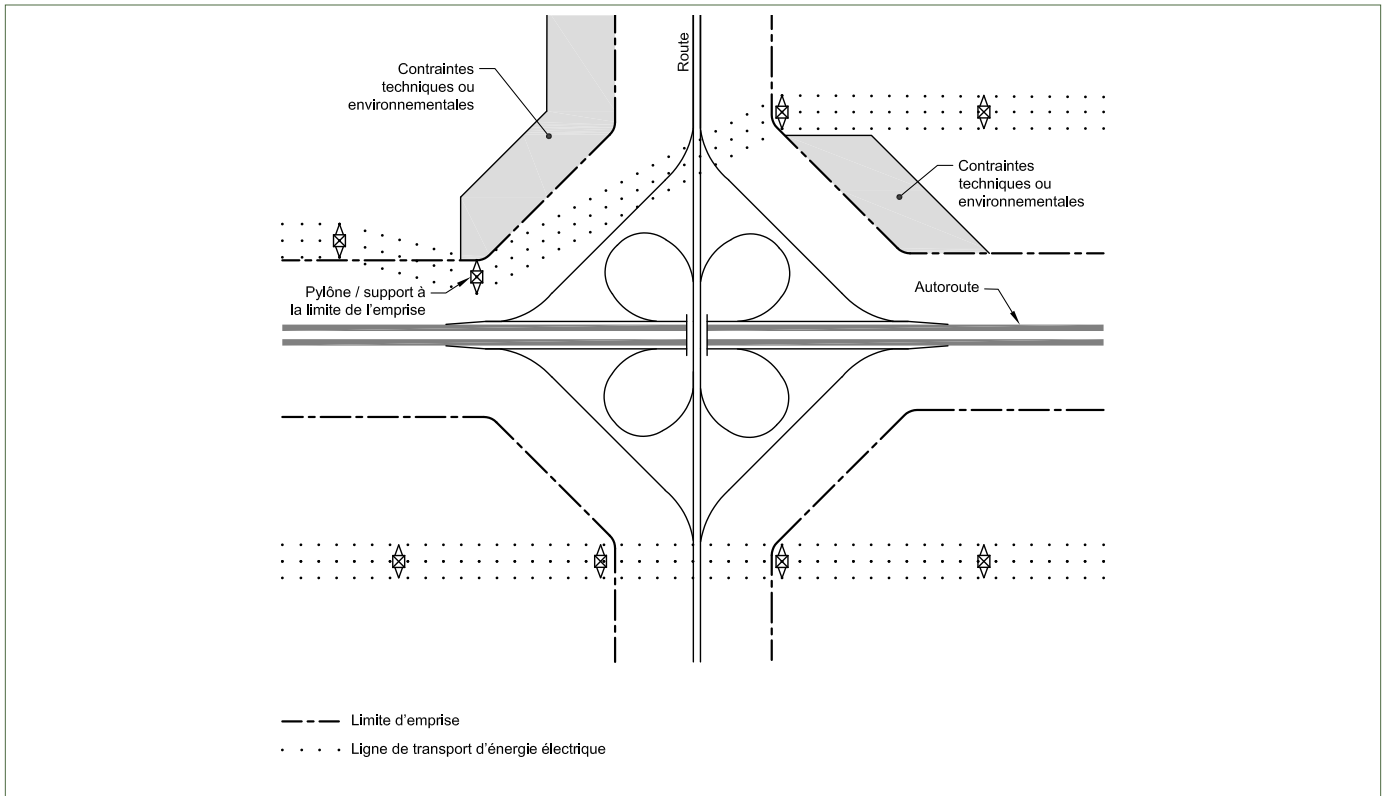 Route
Contraintes
techniques ou
environnementales
Contraintes
techniques ou
environnementales
Pylône / support à
la limite de l'emprise
Autoroute
Limite d'emprise
Ligne de transport d'énergie électrique